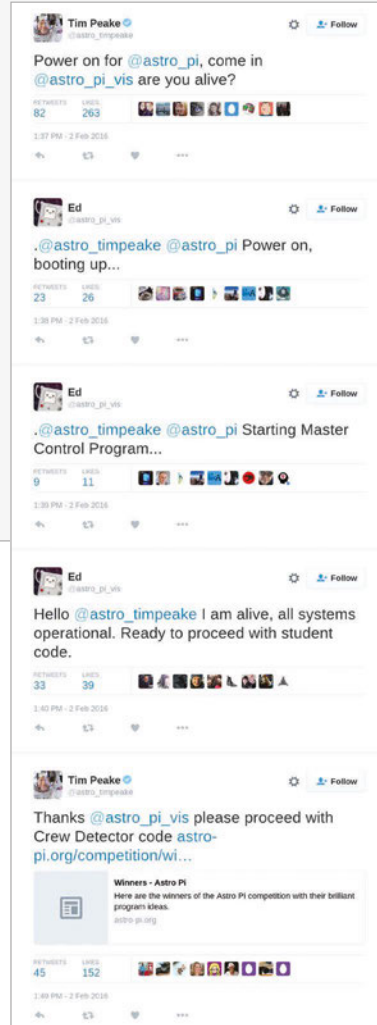 Tim Peake
@astro_timpeake
Follow
Power on for @astro_pi, come in
@astro_pi_vis are you alive?
RETWEETS LIKES
82 263
1:37 PM - 2 Feb 2016
Ed
@astro_pi_vis
Follow
.@astro_timpeake @astro_pi Power on,
booting up...
RETWEETS LIKES
23 26
1:38 PM - 2 Feb 2016
Ed
@astro_pi_vis
Follow
.@astro_timpeake @astro_pi Starting Master
Control Program...
RETWEETS LIKES
9 11
1:39 PM - 2 Feb 2016
Ed
@astro_pi_vis
Follow
Hello @astro_timpeake I am alive, all systems
operational. Ready to proceed with student
code.
RETWEETS LIKES
33 39
1:40 PM - 2 Feb 2016
Tim Peake
@astro_timpeake
Follow
Thanks @astro_pi_vis please proceed with
Crew Detector code astro-
pi.org/competition/wi...
Winners - Astro Pi
Here are the winners of the Astro Pi competition with their brilliant
program ideas.
astro-pi.org
RETWEETS LIKES
45 152
1:49 PM - 2 Feb 2016